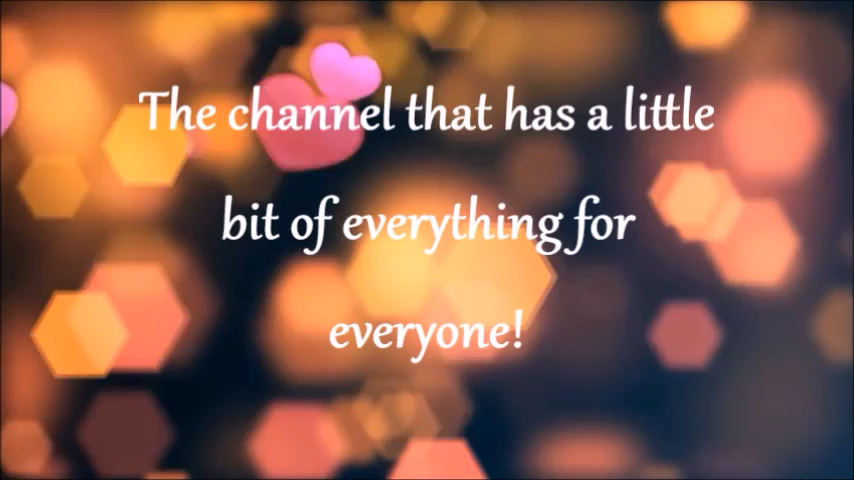 The channel that has a little
bit of everything for
everyone!